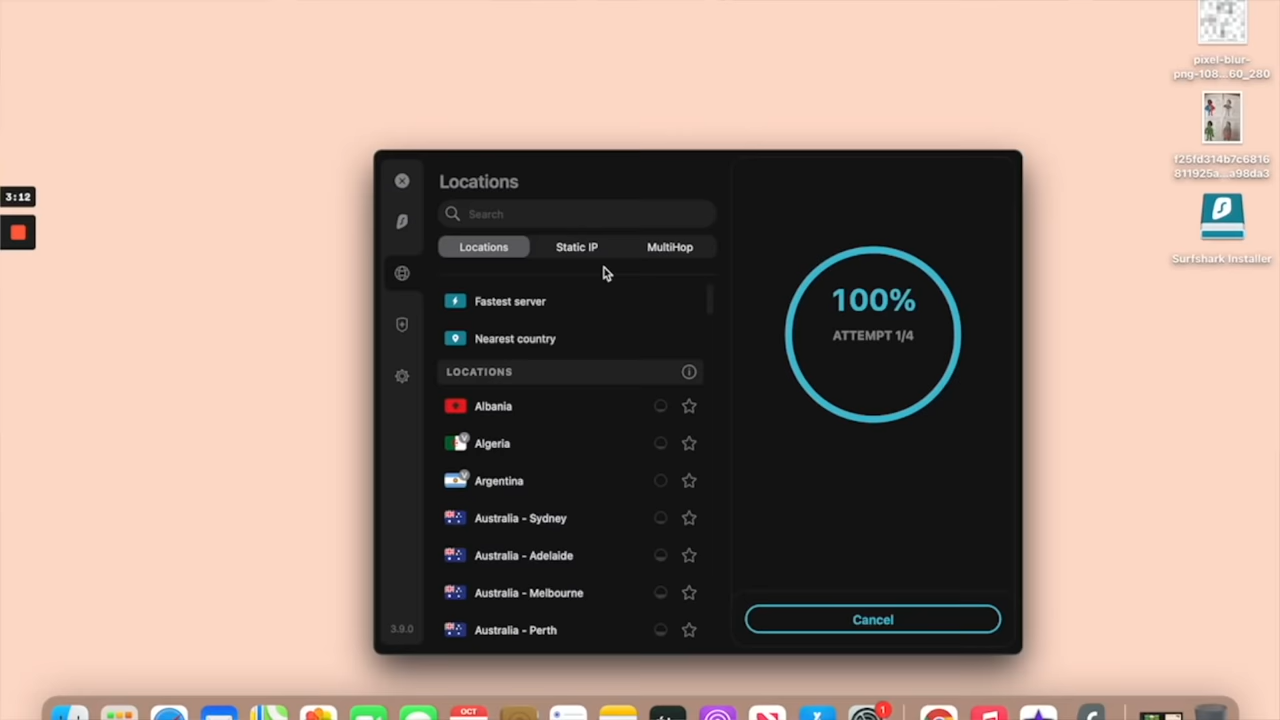 pixel-blur-
png-108...60_280
f25fd314b7c6816
811925a...a98da3
Surfshark Installer
3:12
Locations
Search
Locations
Static IP
MultiHop
Fastest server
Nearest country
LOCATIONS
Albania
Algeria
Argentina
Australia - Sydney
Australia - Adelaide
Australia - Melbourne
Australia - Perth
3.9.0
100%
ATTEMPT 1/4
Cancel
OCT
1